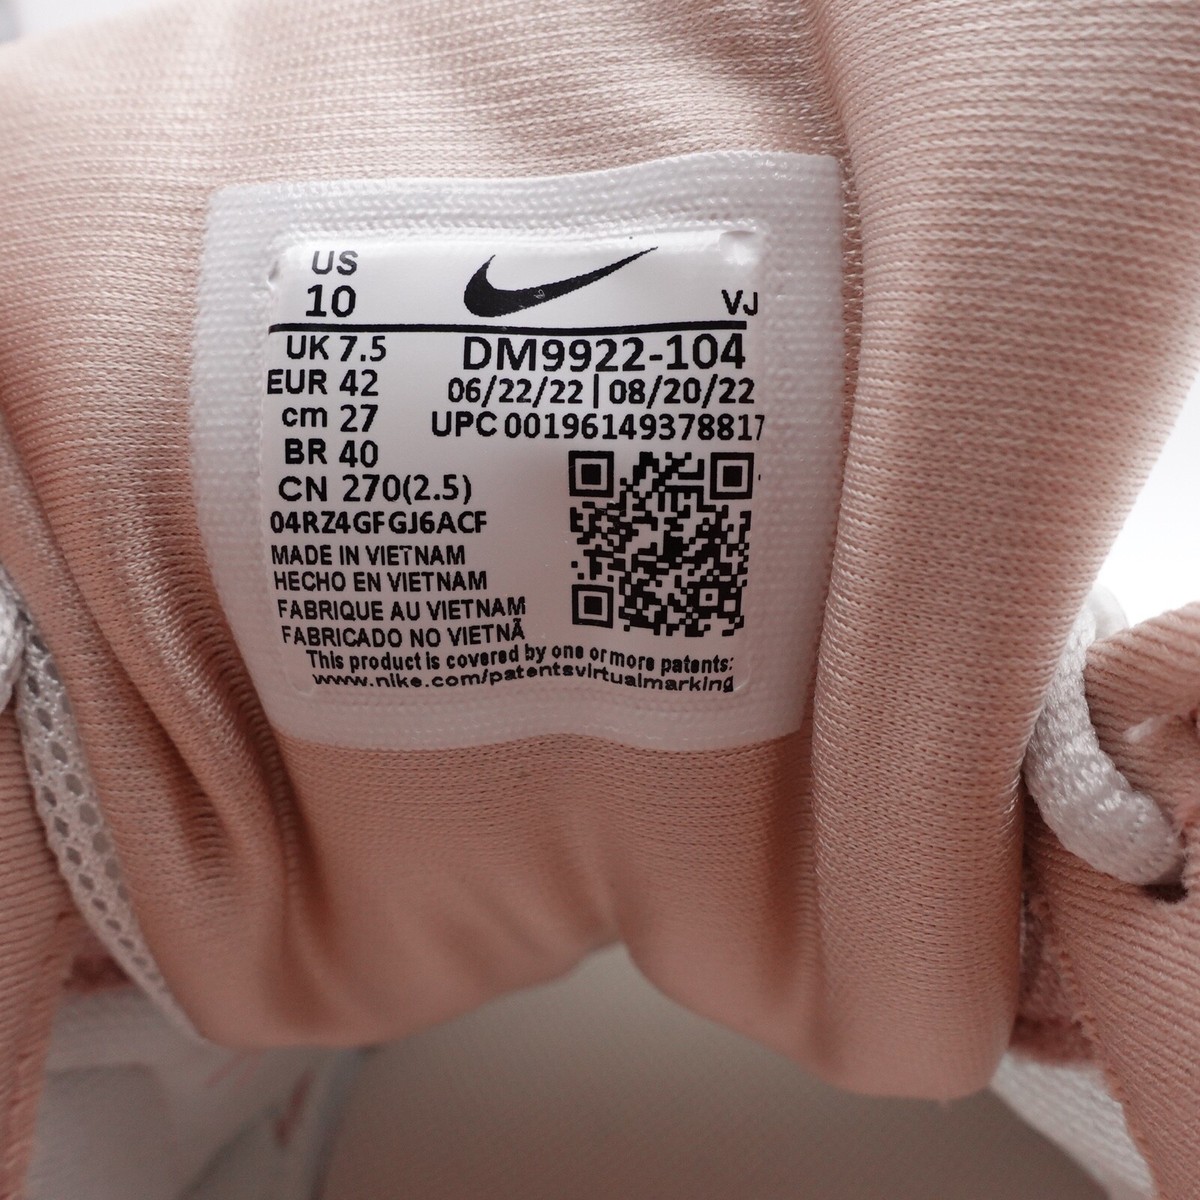 US
10
VJ
UK 7.5
DM9922-104
EUR 42
06/22/22 | 08/20/22
cm 27
UPC 00196149378817
BR 40
CN 270(2.5)
04RZ4GFGJ6ACF
MADE IN VIETNAM
HECHO EN VIETNAM
FABRIQUE AU VIETNAM
FABRICADO NO VIETNÃ
This product is covered by one or more patents:
www.nike.com/patentsvirtualmarking